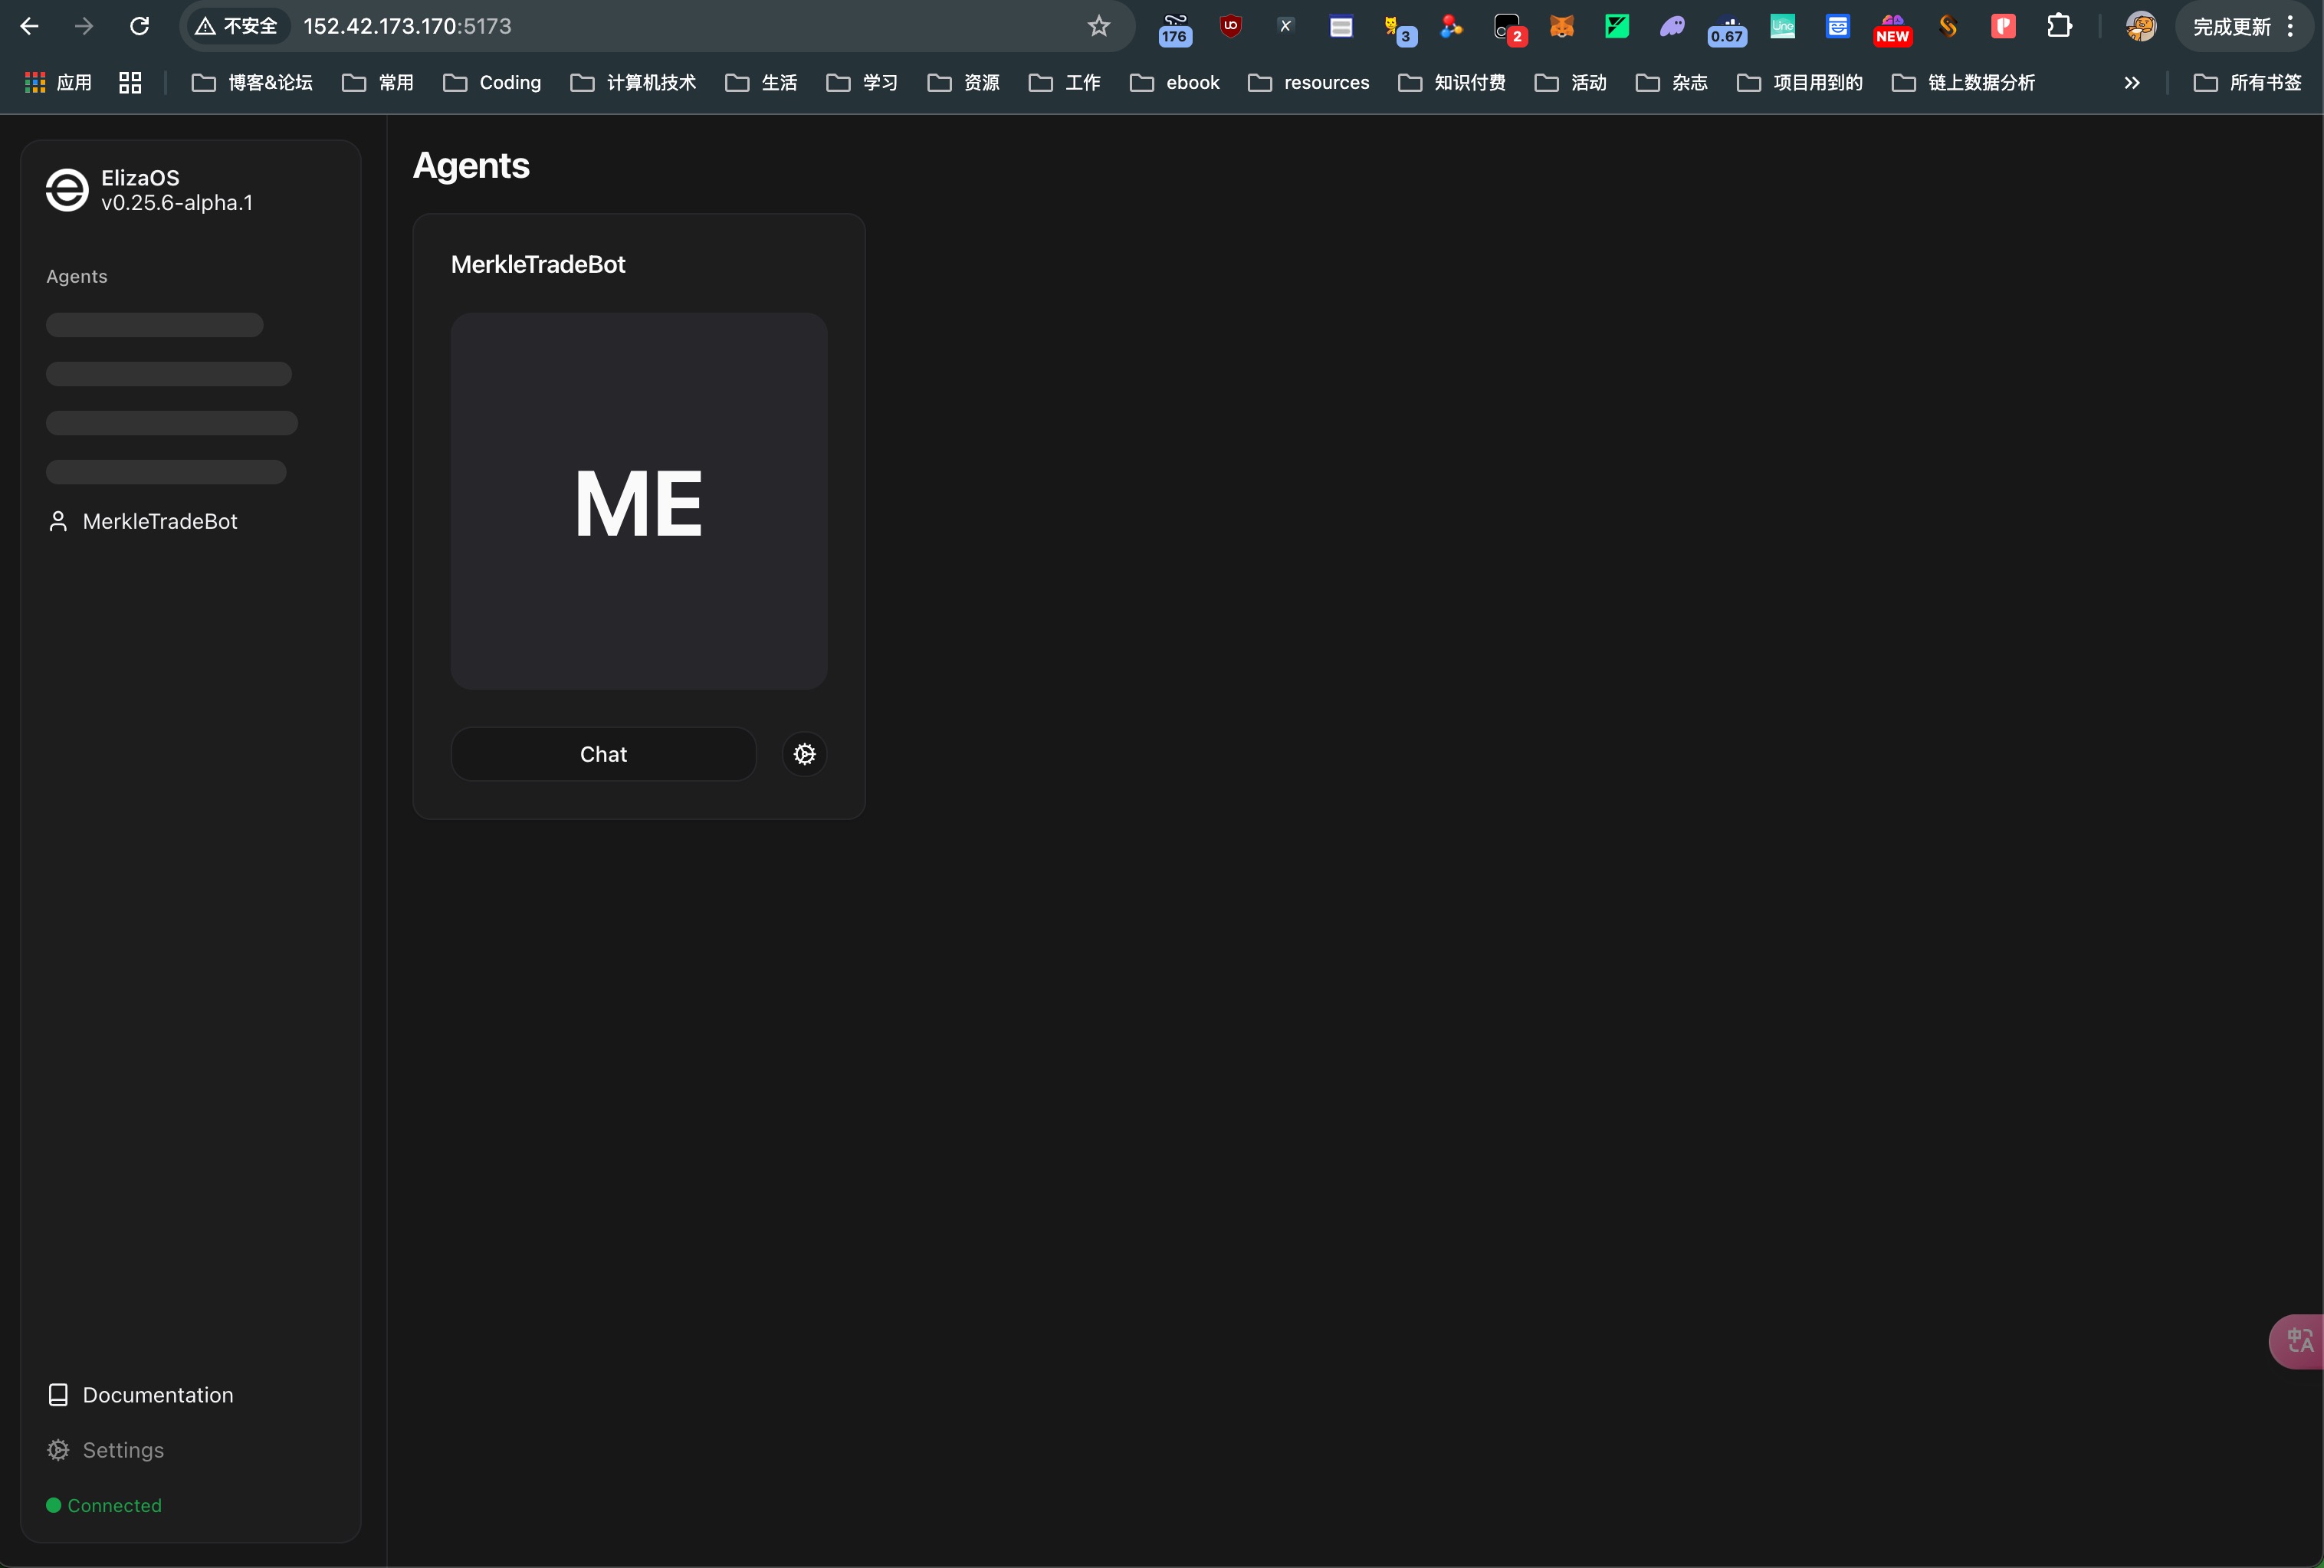 不安全 152.42.173.170:5173
176
3
2
0.67
NEW
完成更新
应用 博客&论坛 常用 Coding 计算机技术 生活 学习 资源 工作 ebook resources 知识付费 活动 杂志 项目用到的 链上数据分析 所有书签
ElizaOS
v0.25.6-alpha.1
Agents
MerkleTradeBot
Documentation
Settings
Connected
Agents
MerkleTradeBot
ME
Chat